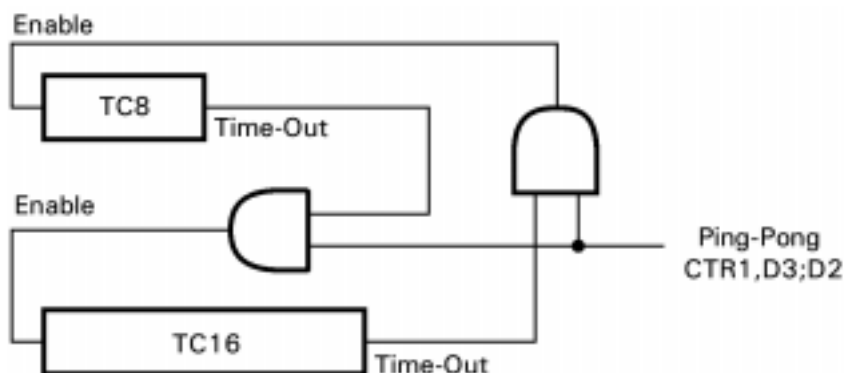 Enable
TC8
Time-Out
Enable
Ping-Pong
CTR1,D3;D2
TC16
Time-Out